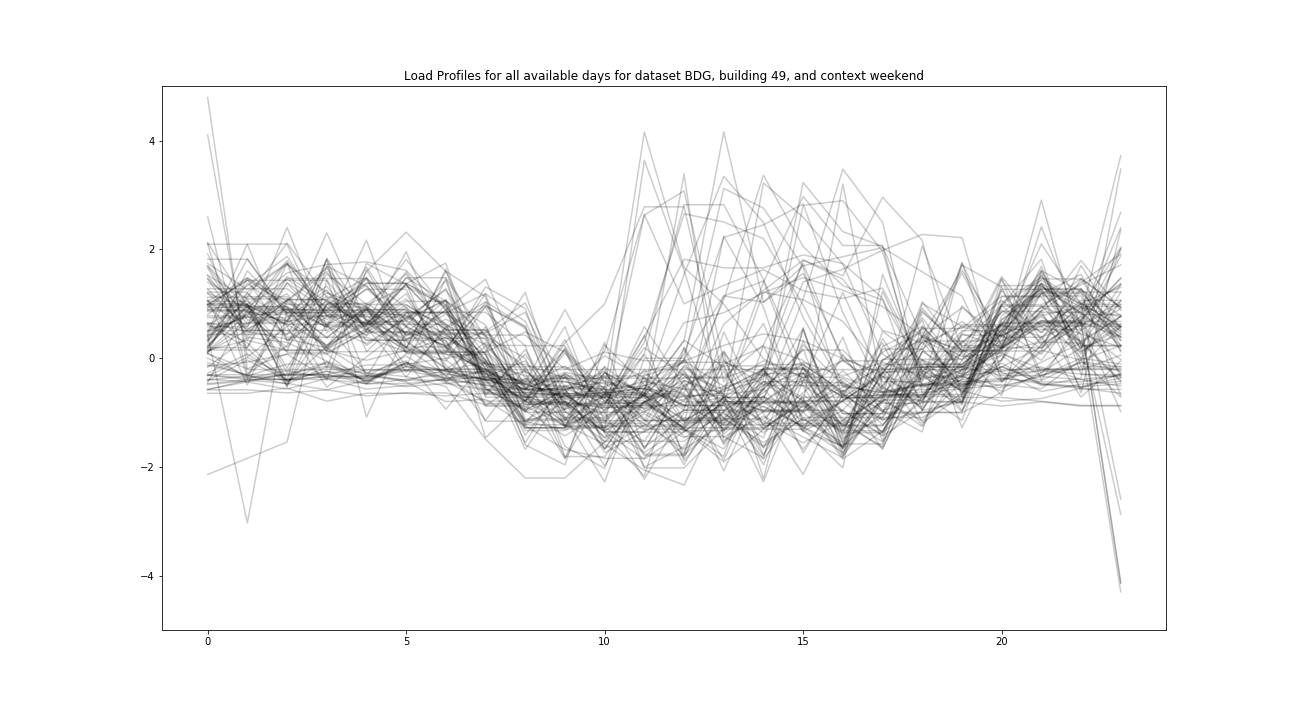 Load Profiles for all available days for dataset BDG, building 49, and context weekend
4
2
0
−2
−4
0 5 10 15 20